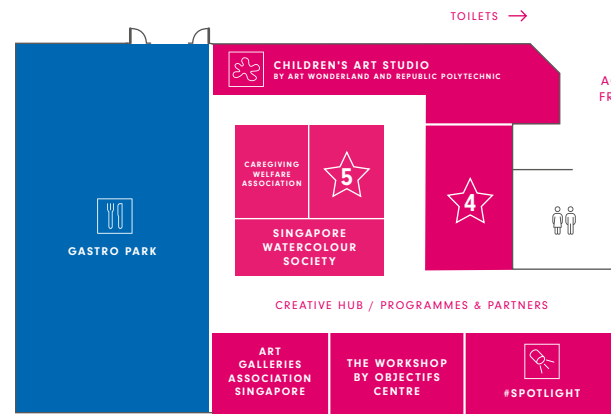 TOILETS
A
FR
CHILDREN'S ART STUDIO
BY ART WONDERLAND AND REPUBLIC POLYTECHNIC
CAREGIVING
WELFARE
ASSOCIATION
5
4
SINGAPORE
WATERCOLOUR
SOCIETY
GASTRO PARK
CREATIVE HUB / PROGRAMMES & PARTNERS
ART
GALLERIES
ASSOCIATION
SINGAPORE
THE WORKSHOP
BY OBJECTIFS
CENTRE
#SPOTLIGHT